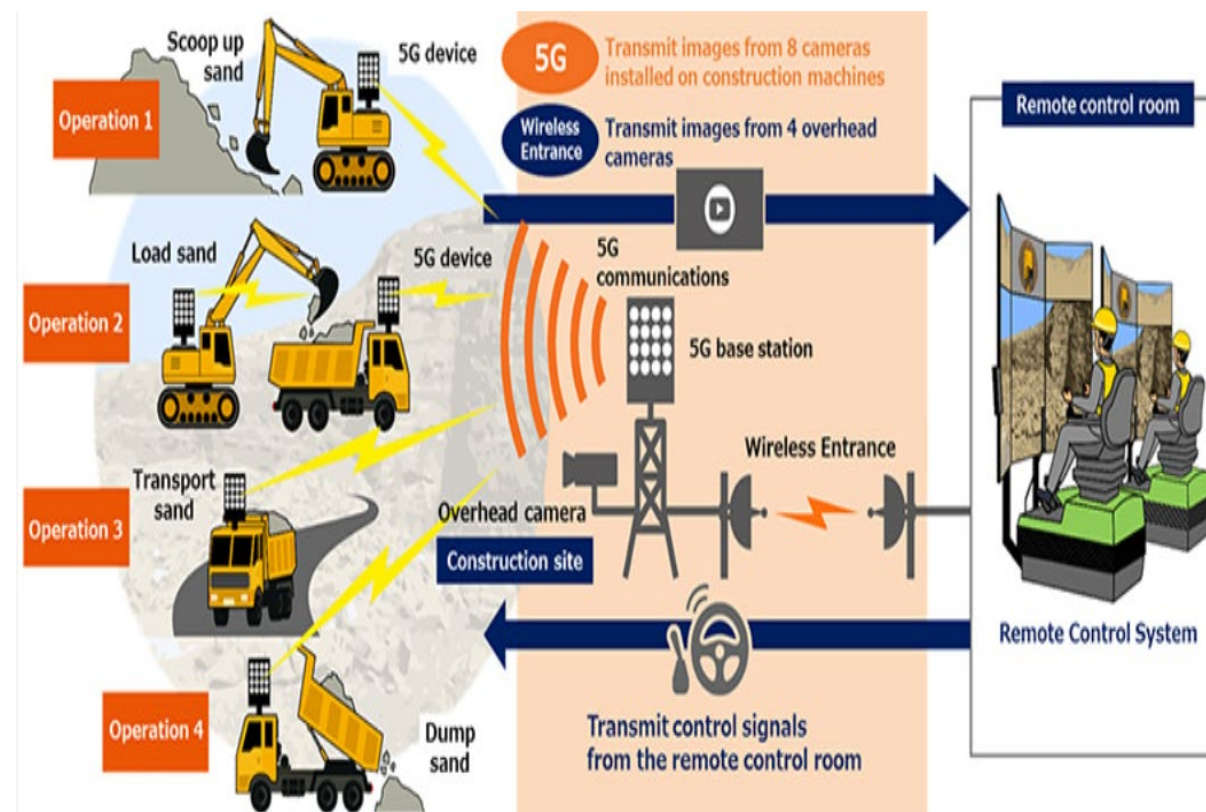 Scoop up
sand
5G device
Operation 1
5G
Transmit images from 8 cameras
installed on construction machines
Wireless
Entrance
Transmit images from 4 overhead
cameras
Remote control room
Load sand
5G device
Operation 2
5G
communications
5G base station
Transport
sand
Operation 3
Overhead camera
Construction site
Wireless Entrance
Remote Control System
Operation 4
Dump
sand
Transmit control signals
from the remote control room